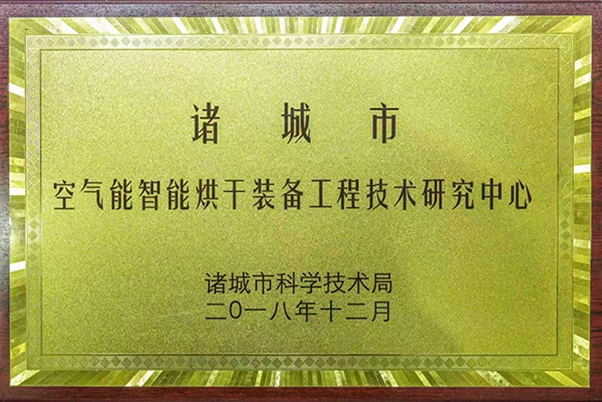 诸城市
空气能智能烘干装备工程技术研究中心
诸城市科学技术局
二0一八年十二月